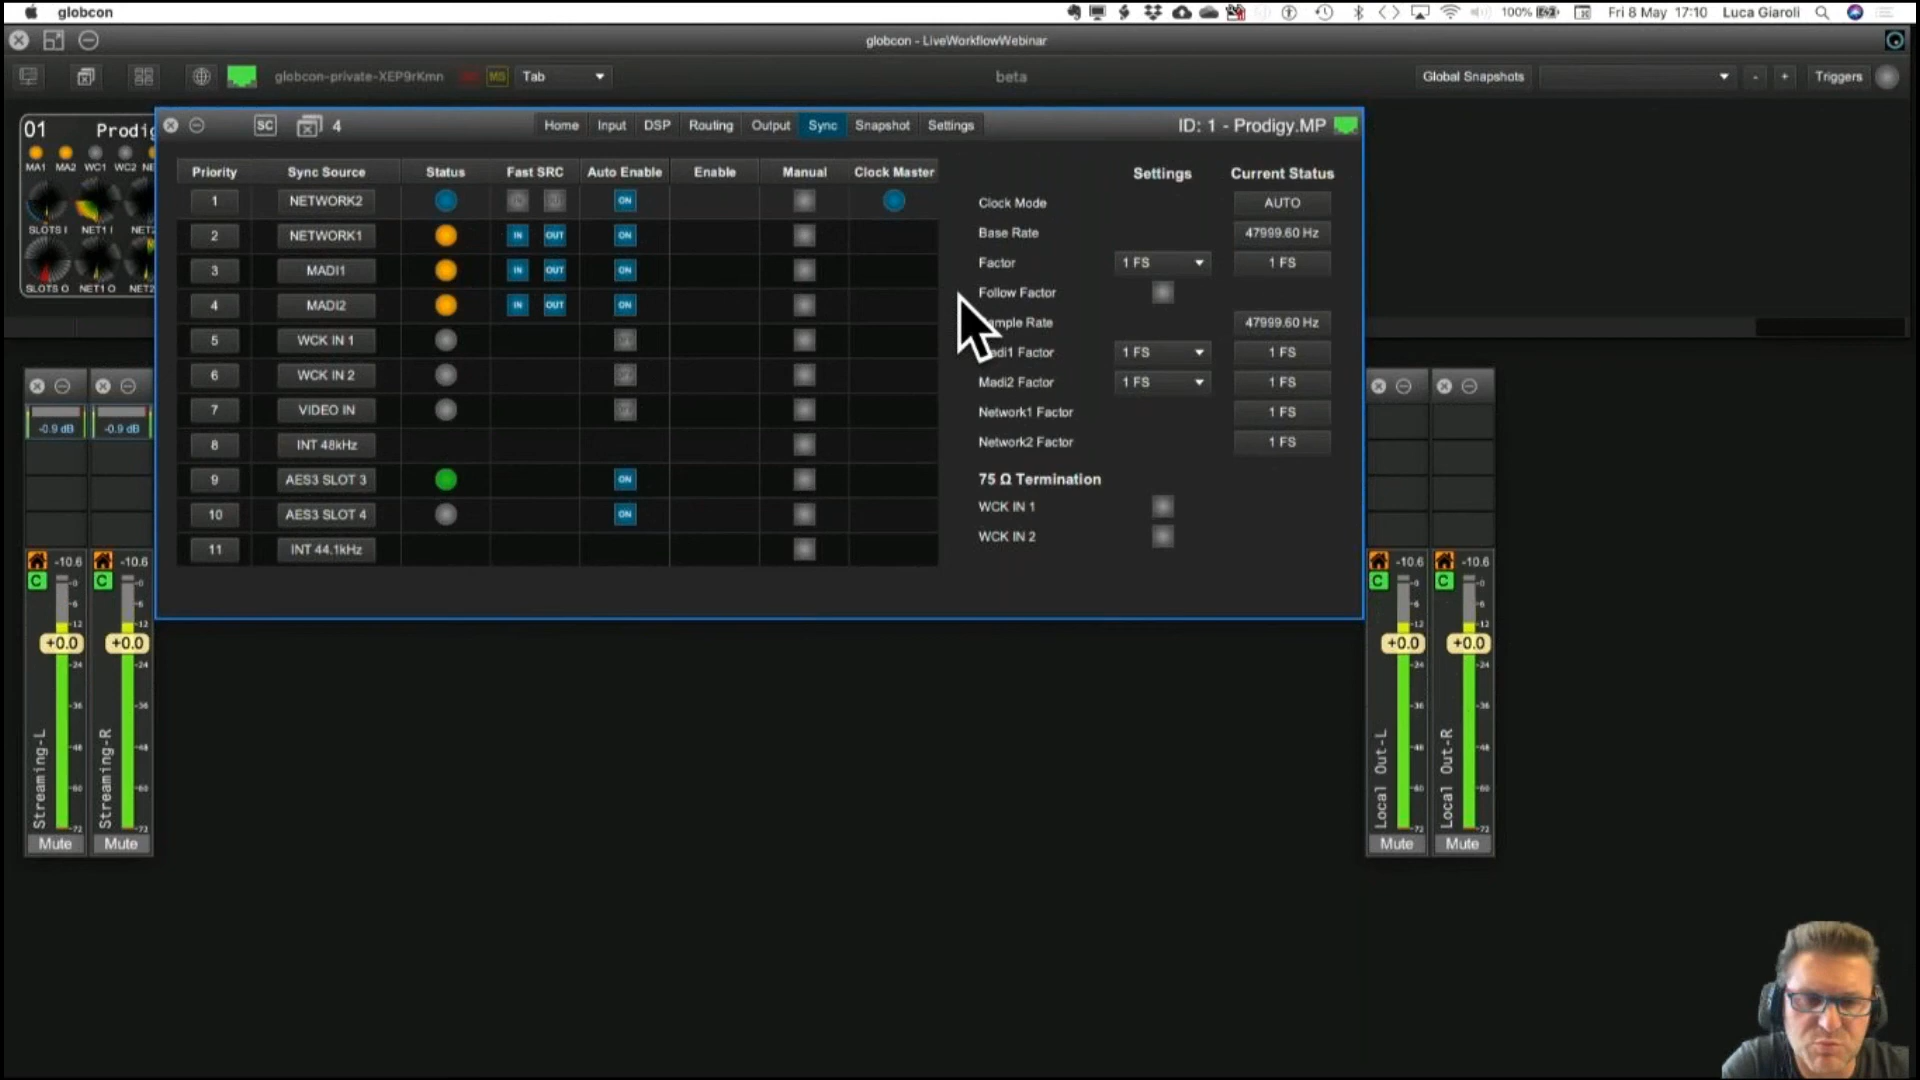 globcon
100%
Fri 8 May 17:10 Luca Giaroli
globcon - LiveWorkflowWebinar
globcon-private-XEP9rKmn MS Tab
beta
Global Snapshots - + Triggers
01 Prodig
MA1 MA2 WC1 WC2 NE
SLOTS I NET1 I NET2
SLOTS O NET1 O NET2
SC 4 Home Input DSP Routing Output Sync Snapshot Settings ID: 1 - Prodigy.MP
Priority Sync Source Status Fast SRC Auto Enable Enable Manual Clock Master
1 NETWORK2 ON
2 NETWORK1 IN OUT ON
3 MADI1 IN OUT ON
4 MADI2 IN OUT ON
5 WCK IN 1
6 WCK IN 2
7 VIDEO IN
8 INT 48kHz
9 AES3 SLOT 3 ON
10 AES3 SLOT 4 ON
11 INT 44.1kHz
Settings Current Status
Clock Mode AUTO
Base Rate 47999.60 Hz
Factor 1 FS 1 FS
Follow Factor
mple Rate 47999.60 Hz
adi1 Factor 1 FS 1 FS
Madi2 Factor 1 FS 1 FS
Network1 Factor 1 FS
Network2 Factor 1 FS
75 Ω Termination
WCK IN 1
WCK IN 2
-0.9 dB -0.9 dB
-10.6 -10.6 -10.6 -10.6
C C C C
+0.0 +0.0 +0.0 +0.0
Streaming-L
Streaming-R
Local Out-L
Local Out-R
Mute Mute Mute Mute